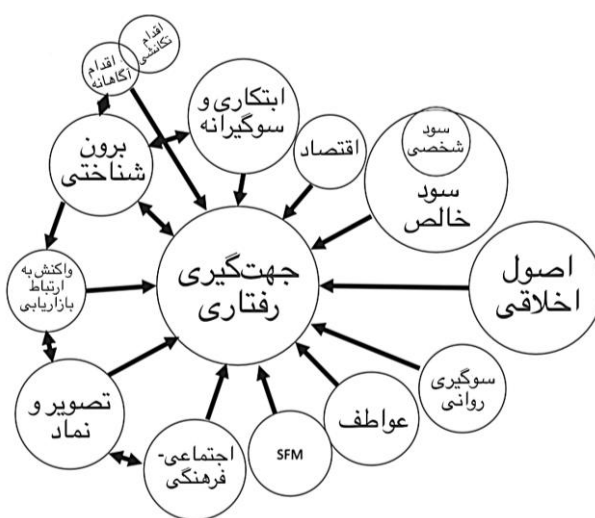 اقدام
تکانشی
اقدام
آگاهانه
ابتکاری و
سوگیرانه
برون
شناختی
اقتصاد
سود
شخصی
سود
خالص
جهت‌گیری
رفتاری
اصول
اخلاقی
واکنش به
ارتباط
بازاریابی
سوگیری
روانی
تصویر و
نماد
عواطف
اجتماعی-
فرهنگی
SFM